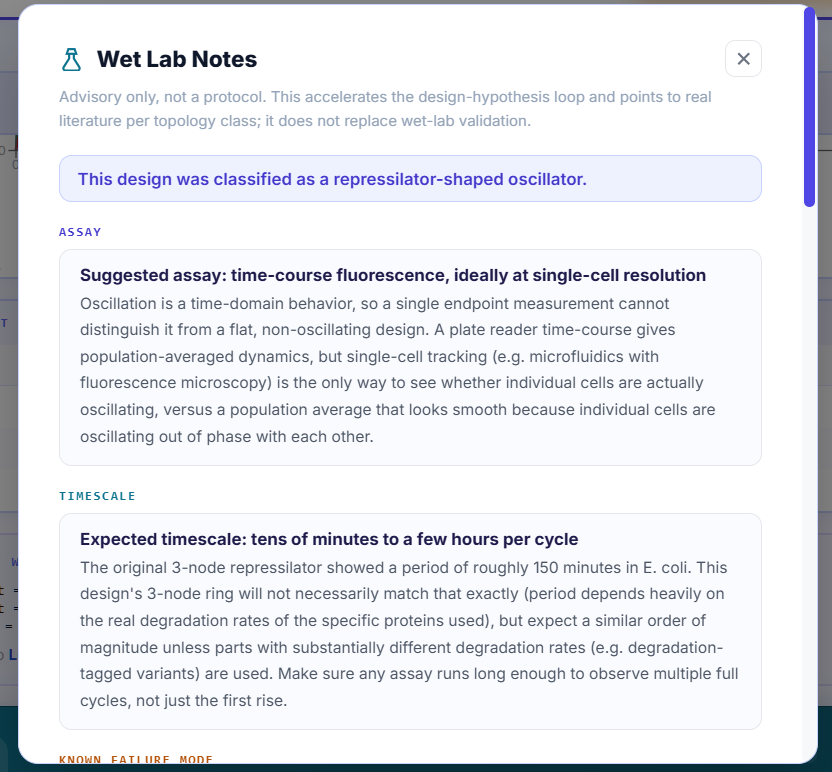 Wet Lab Notes
Advisory only, not a protocol. This accelerates the design-hypothesis loop and points to real
literature per topology class; it does not replace wet-lab validation.
This design was classified as a repressilator-shaped oscillator.
ASSAY
Suggested assay: time-course fluorescence, ideally at single-cell resolution
Oscillation is a time-domain behavior, so a single endpoint measurement cannot
distinguish it from a flat, non-oscillating design. A plate reader time-course gives
population-averaged dynamics, but single-cell tracking (e.g. microfluidics with
fluorescence microscopy) is the only way to see whether individual cells are actually
oscillating, versus a population average that looks smooth because individual cells are
oscillating out of phase with each other.
TIMESCALE
Expected timescale: tens of minutes to a few hours per cycle
The original 3-node repressilator showed a period of roughly 150 minutes in E. coli. This
design's 3-node ring will not necessarily match that exactly (period depends heavily on
the real degradation rates of the specific proteins used), but expect a similar order of
magnitude unless parts with substantially different degradation rates (e.g. degradation-
tagged variants) are used. Make sure any assay runs long enough to observe multiple full
cycles, not just the first rise.
KNOWN FAILURE MODE